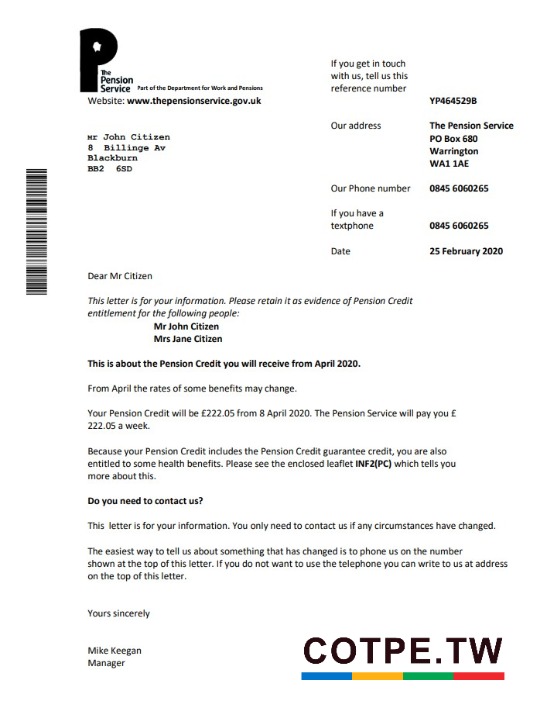 The
Pension
Service Part of the Department for Work and Pensions
Website: www.thepensionservice.gov.uk
If you get in touch
with us, tell us this
reference number
YP464529B
Our address
The Pension Service
PO Box 680
Warrington
WA1 1AE
Mr John Citizen
8 Billinge Av
Blackburn
BB2 6SD
Our Phone number 0845 6060265
If you have a
textphone 0845 6060265
Date 25 February 2020
Dear Mr Citizen
This letter is for your information. Please retain it as evidence of Pension Credit
entitlement for the following people:
Mr John Citizen
Mrs Jane Citizen
This is about the Pension Credit you will receive from April 2020.
From April the rates of some benefits may change.
Your Pension Credit will be £222.05 from 8 April 2020. The Pension Service will pay you £
222.05 a week.
Because your Pension Credit includes the Pension Credit guarantee credit, you are also
entitled to some health benefits. Please see the enclosed leaflet INF2(PC) which tells you
more about this.
Do you need to contact us?
This letter is for your information. You only need to contact us if any circumstances have changed.
The easiest way to tell us about something that has changed is to phone us on the number
shown at the top of this letter. If you do not want to use the telephone you can write to us at address
on the top of this letter.
Yours sincerely
Mike Keegan
Manager
COTPE.TW